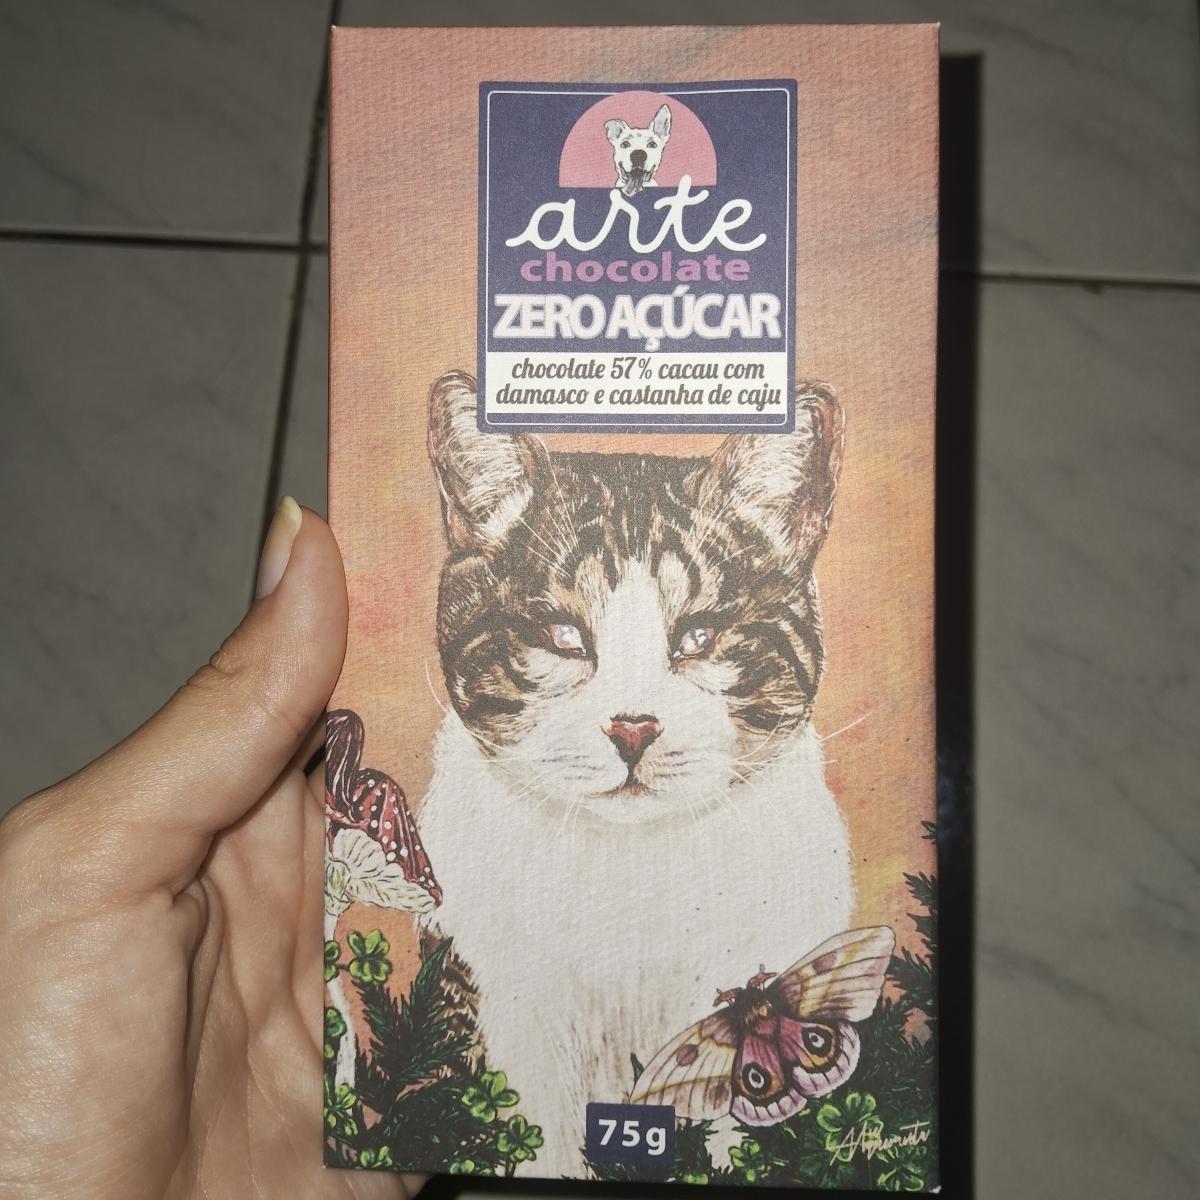 arte
chocolate
ZERO AÇÚCAR
chocolate 57% cacau com
damasco e castanha de caju
75g